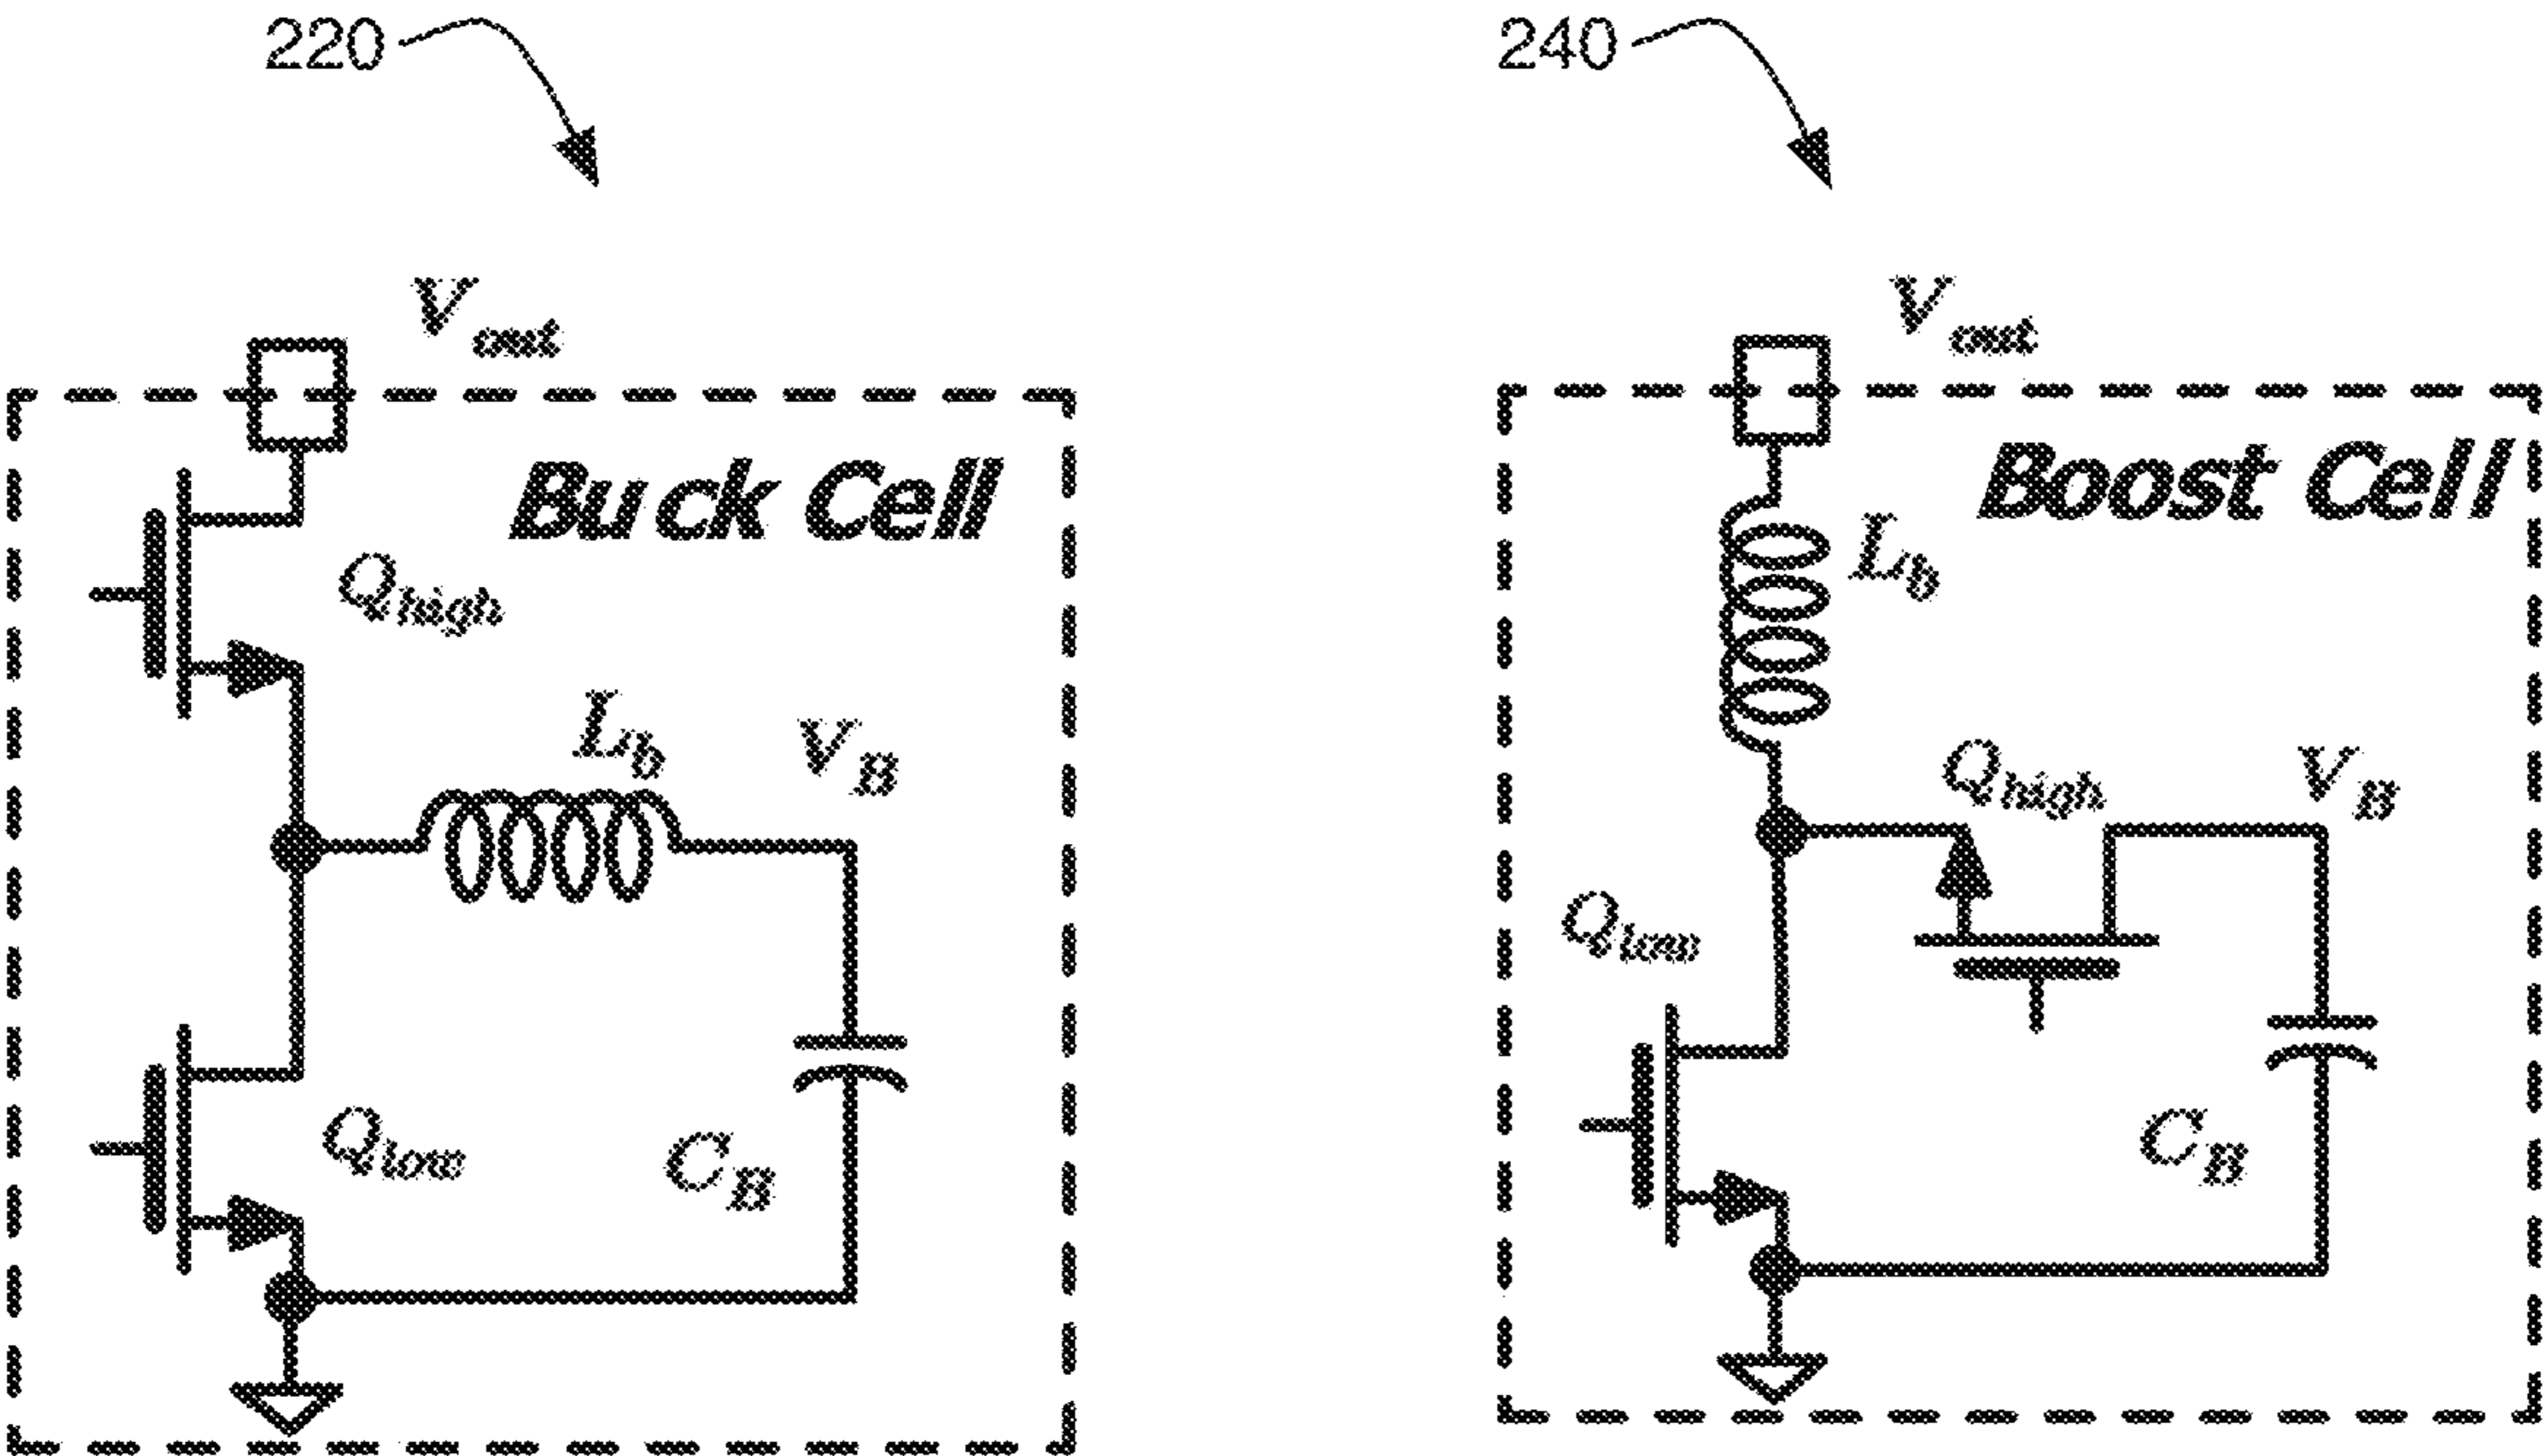 220
V_out
Buck Cell
Q_high
L_b
V_B
Q_low
C_B
240
V_out
Boost Cell
L_b
Q_high
V_B
Q_low
C_B